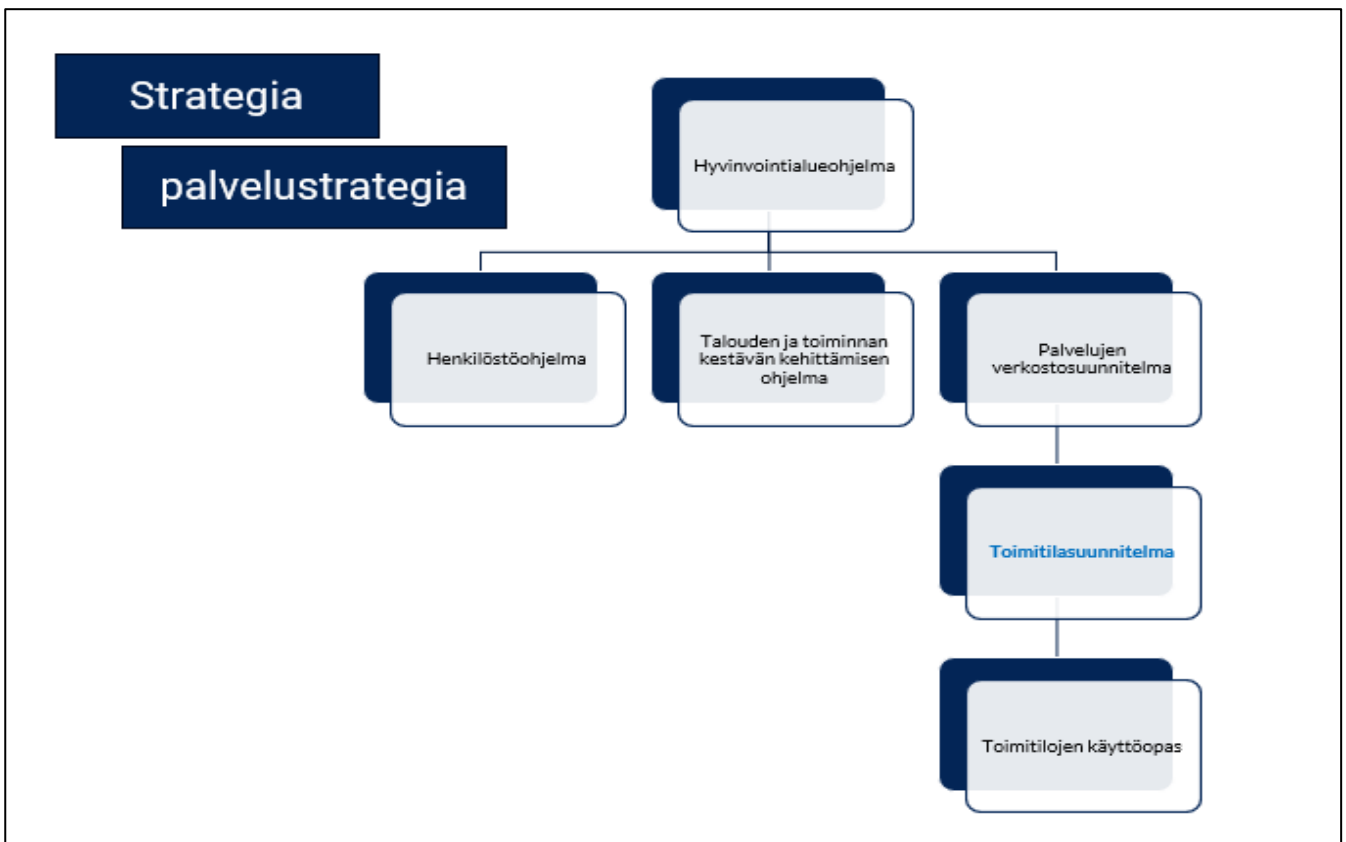 Strategia
palvelustrategia
Hyvinvointialueohjelma
Henkilöstöohjelma
Talouden ja toiminnan
kestävän kehittämisen
ohjelma
Palvelujen
verkostosuunnitelma
Toimitilasuunnitelma
Toimitilojen käyttöopas